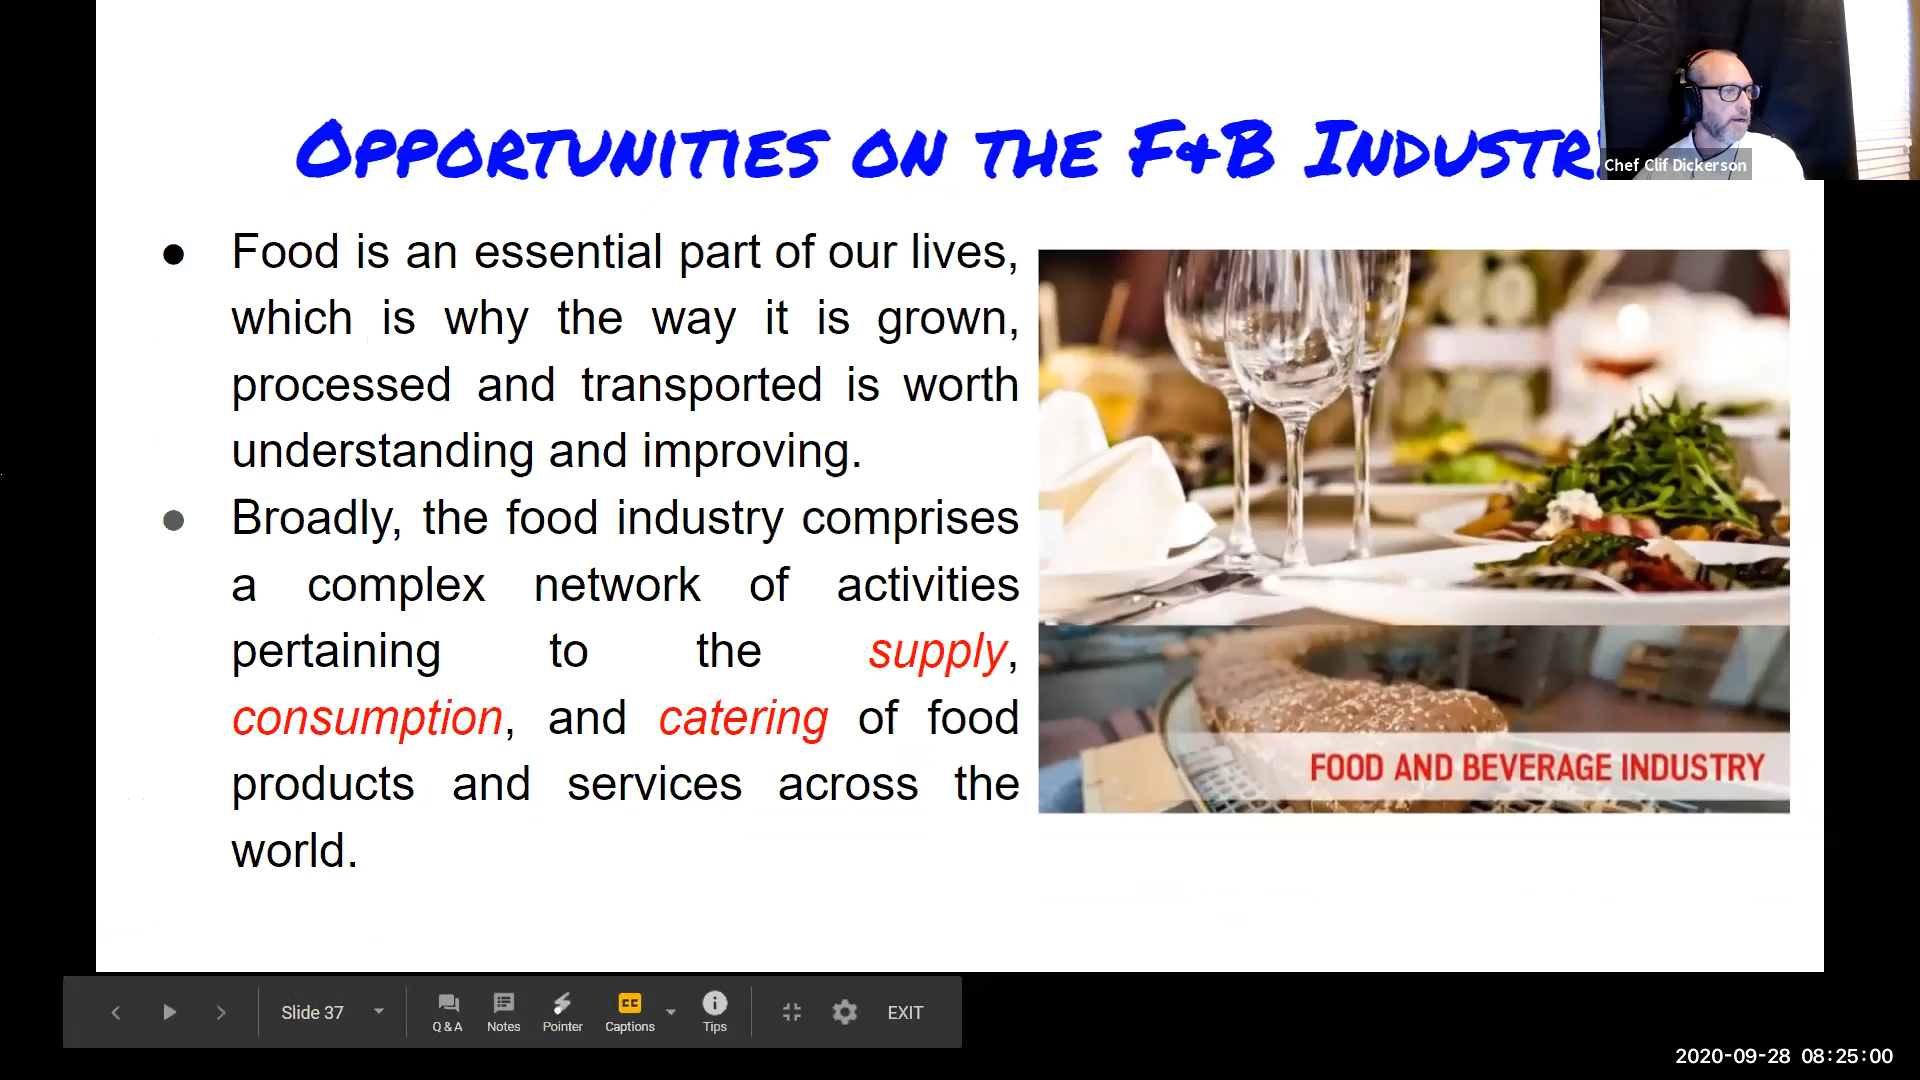 OPPORTUNITIES ON THE F&B INDUSTR
Chef Clif Dickerson
● Food is an essential part of our lives,
which is why the way it is grown,
processed and transported is worth
understanding and improving.
● Broadly, the food industry comprises
a complex network of activities
pertaining to the supply,
consumption, and catering of food
products and services across the
world.
FOOD AND BEVERAGE INDUSTRY
Slide 37
Q & A
Notes
Pointer
CC
Captions
Tips
EXIT
2020-09-28 08:25:00